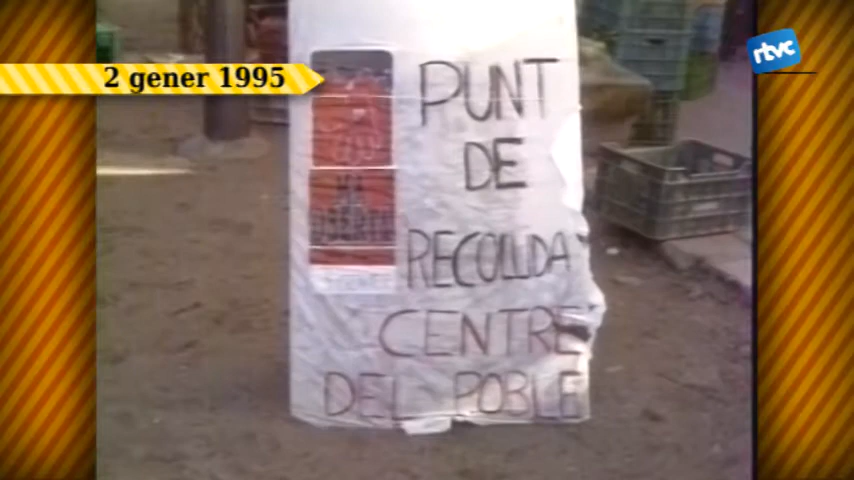 rtvc
2 gener 1995
PUNT
DE
RECOLLIDA
CENTRE
DEL POBLE